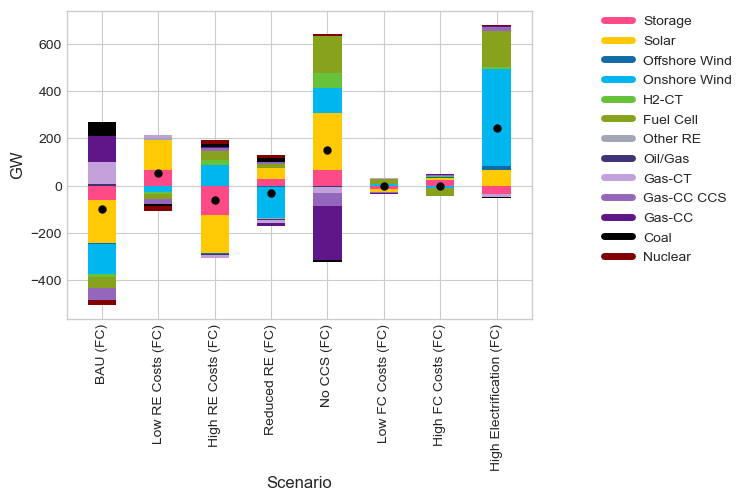 600
400
200
0
−200
−400
GW
BAU (FC)
Low RE Costs (FC)
High RE Costs (FC)
Reduced RE (FC)
No CCS (FC)
Low FC Costs (FC)
High FC Costs (FC)
High Electrification (FC)
Scenario
Storage
Solar
Offshore Wind
Onshore Wind
H2-CT
Fuel Cell
Other RE
Oil/Gas
Gas-CT
Gas-CC CCS
Gas-CC
Coal
Nuclear